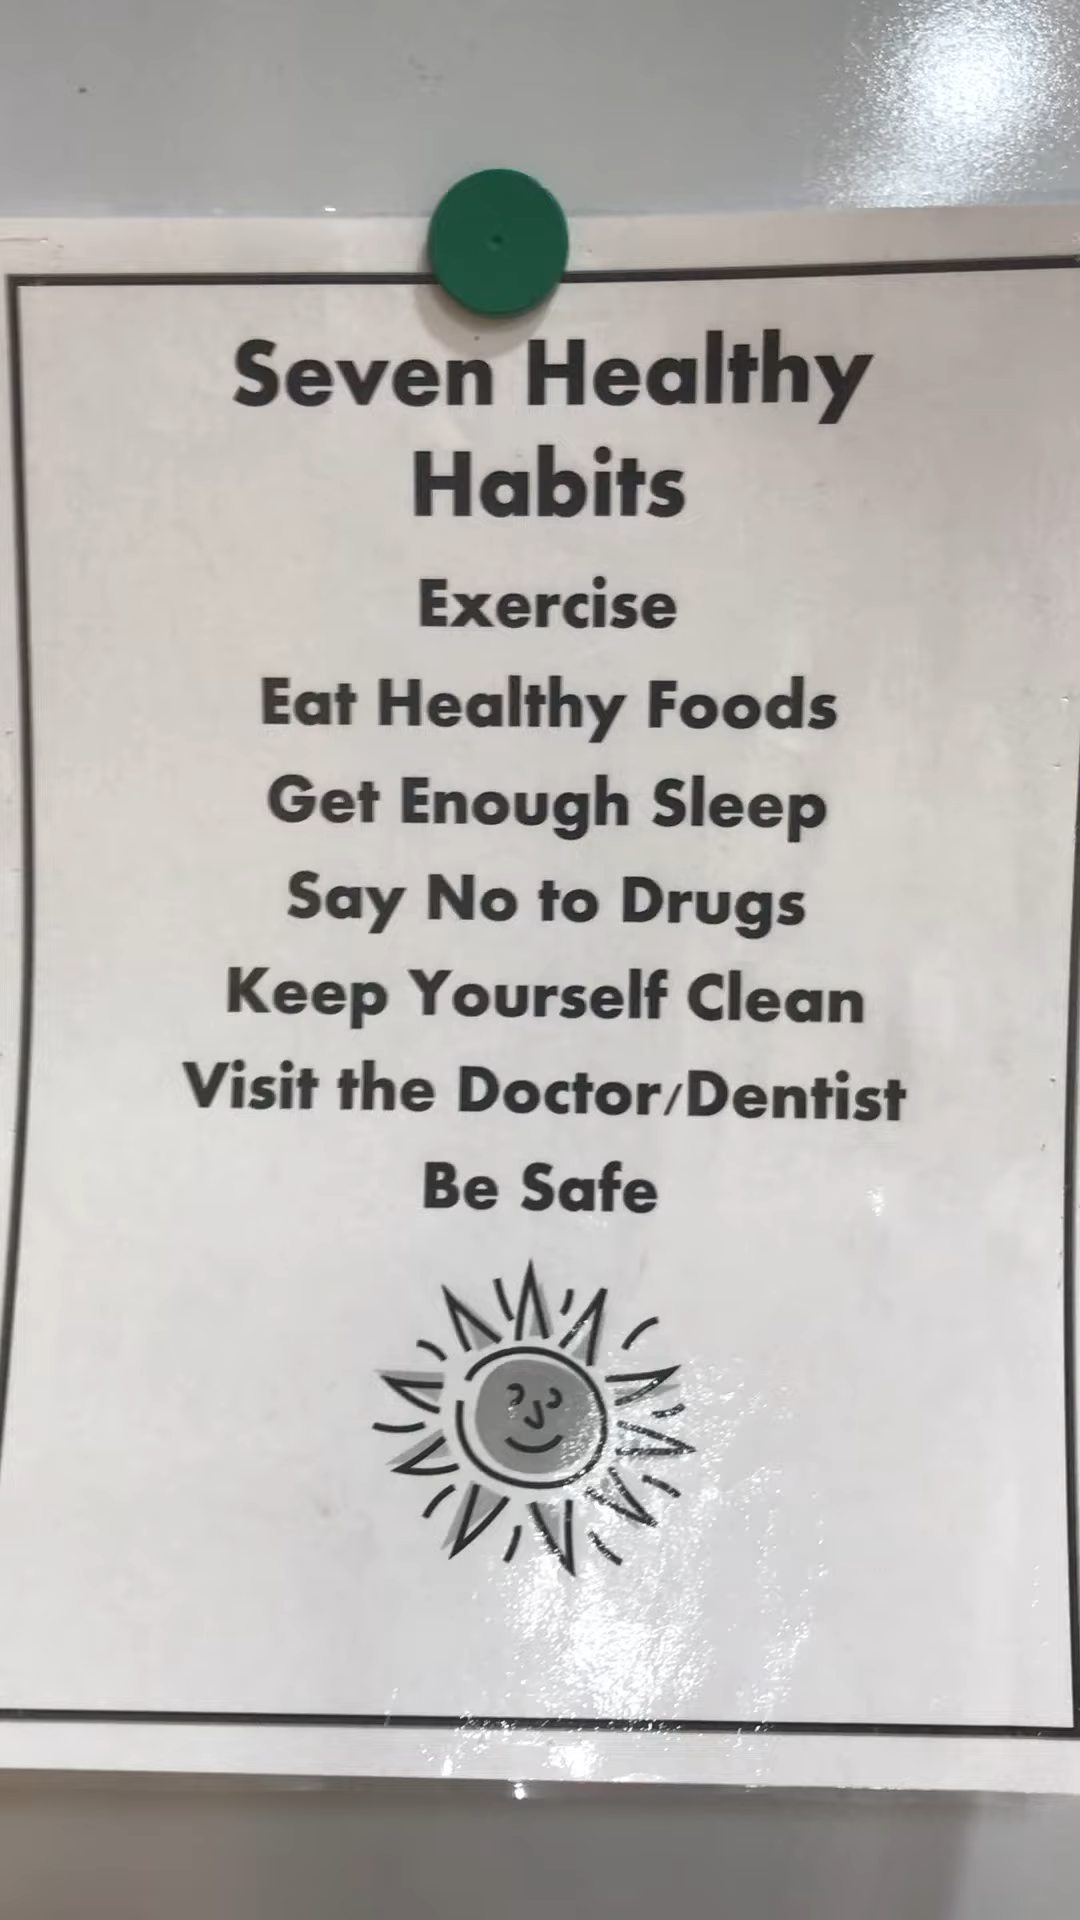 Seven Healthy
Habits
Exercise
Eat Healthy Foods
Get Enough Sleep
Say No to Drugs
Keep Yourself Clean
Visit the Doctor/Dentist
Be Safe